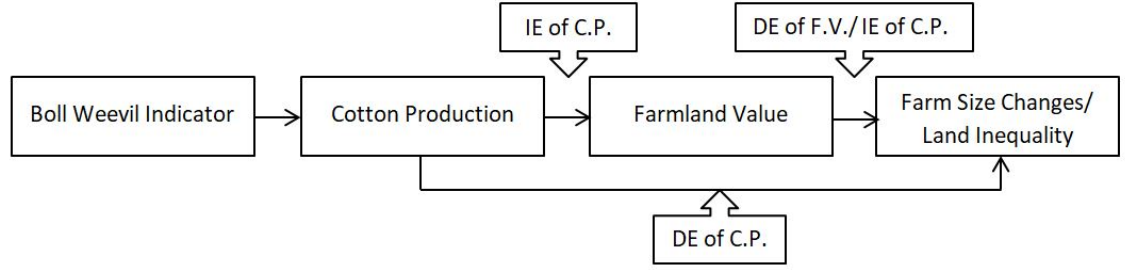 IE of C.P.
DE of F.V./ IE of C.P.
Boll Weevil Indicator
Cotton Production
Farmland Value
Farm Size Changes/
Land Inequality
DE of C.P.